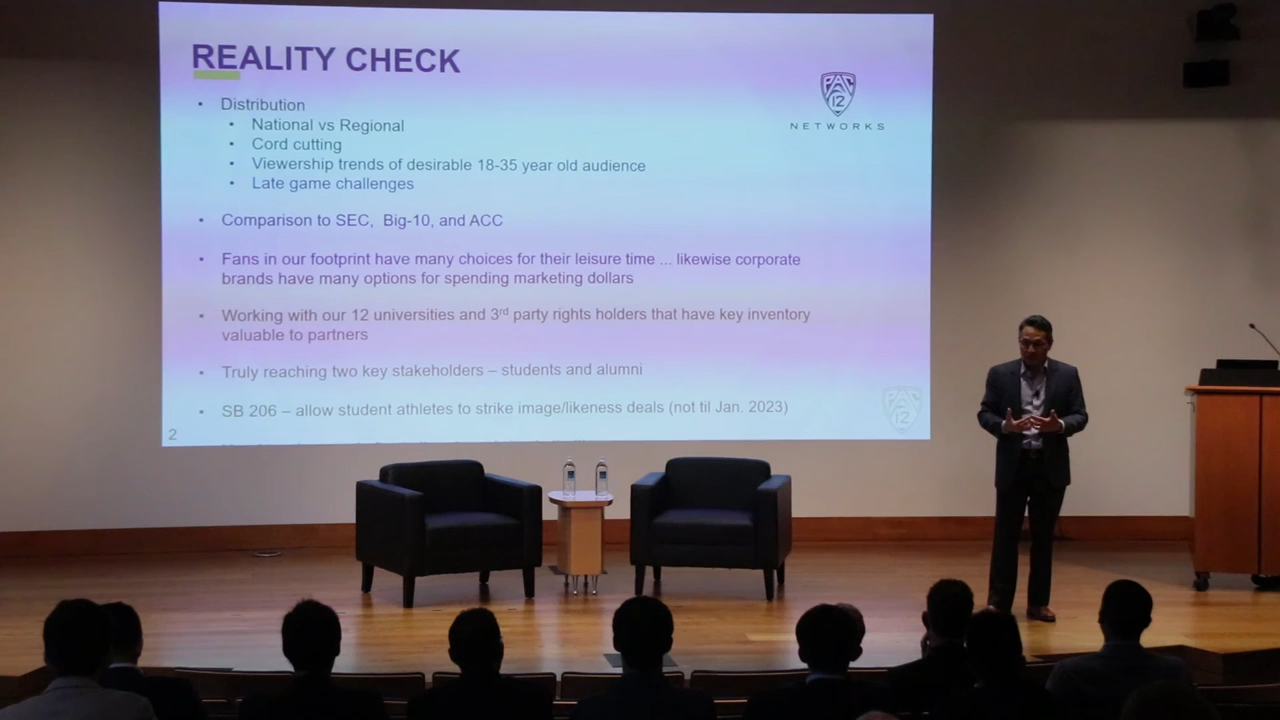 REALITY CHECK
PAC
12
NETWORKS
• Distribution
• National vs Regional
• Cord cutting
• Viewership trends of desirable 18-35 year old audience
• Late game challenges
• Comparison to SEC, Big-10, and ACC
• Fans in our footprint have many choices for their leisure time ... likewise corporate
brands have many options for spending marketing dollars
• Working with our 12 universities and 3rd party rights holders that have key inventory
valuable to partners
• Truly reaching two key stakeholders – students and alumni
• SB 206 – allow student athletes to strike image/likeness deals (not til Jan. 2023)
PAC
12
2